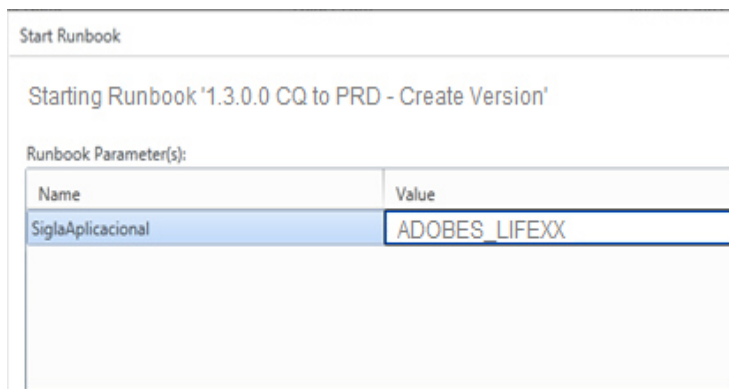 Start Runbook
Starting Runbook '1.3.0.0 CQ to PRD - Create Version'
Runbook Parameter(s):
Name Value
SiglaAplicacional ADOBES_LIFEXX